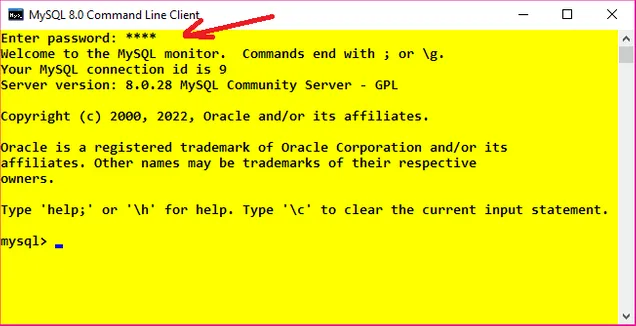 MySQL 8.0 Command Line Client
Enter password: ****
Welcome to the MySQL monitor.  Commands end with ; or \g.
Your MySQL connection id is 9
Server version: 8.0.28 MySQL Community Server - GPL
Copyright (c) 2000, 2022, Oracle and/or its affiliates.
Oracle is a registered trademark of Oracle Corporation and/or its
affiliates. Other names may be trademarks of their respective
owners.
Type 'help;' or '\h' for help. Type '\c' to clear the current input statement.
mysql> _